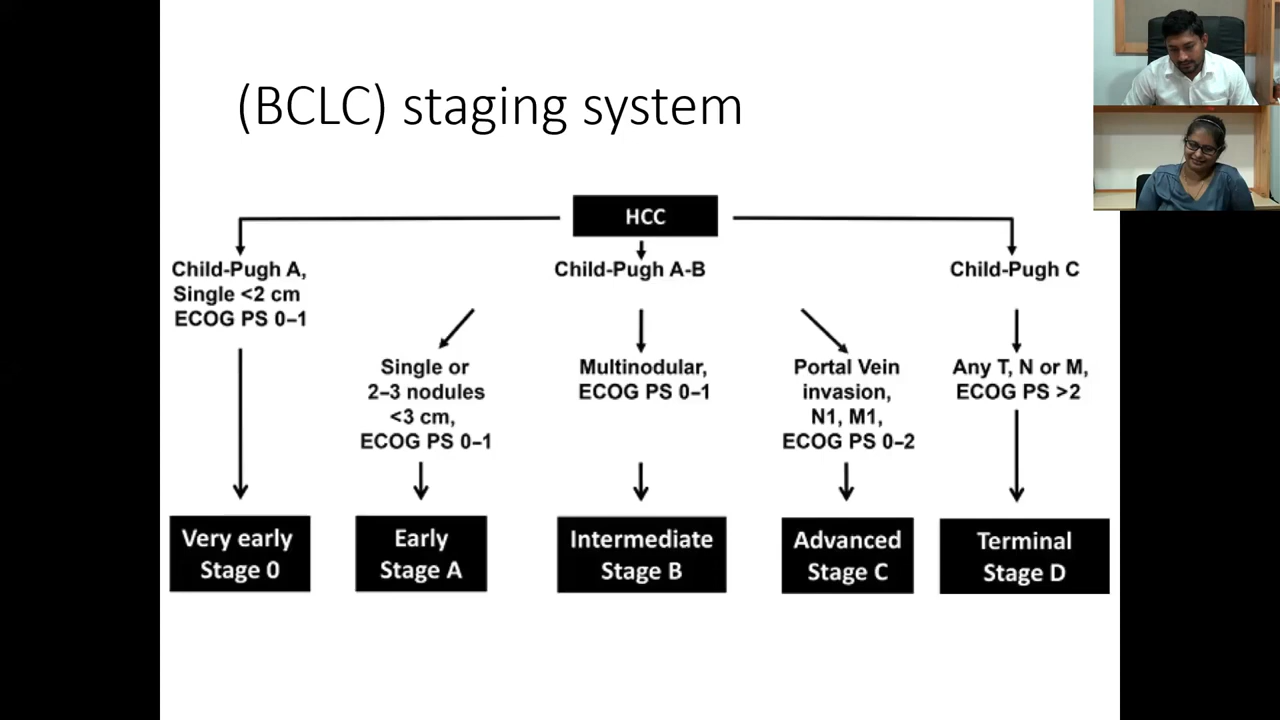 (BCLC) staging system
HCC
Child-Pugh A,
Single <2 cm
ECOG PS 0–1
Child-Pugh A-B
Child-Pugh C
Single or
2–3 nodules
<3 cm,
ECOG PS 0–1
Multinodular,
ECOG PS 0–1
Portal Vein
invasion,
N1, M1,
ECOG PS 0–2
Any T, N or M,
ECOG PS >2
Very early
Stage 0
Early
Stage A
Intermediate
Stage B
Advanced
Stage C
Terminal
Stage D